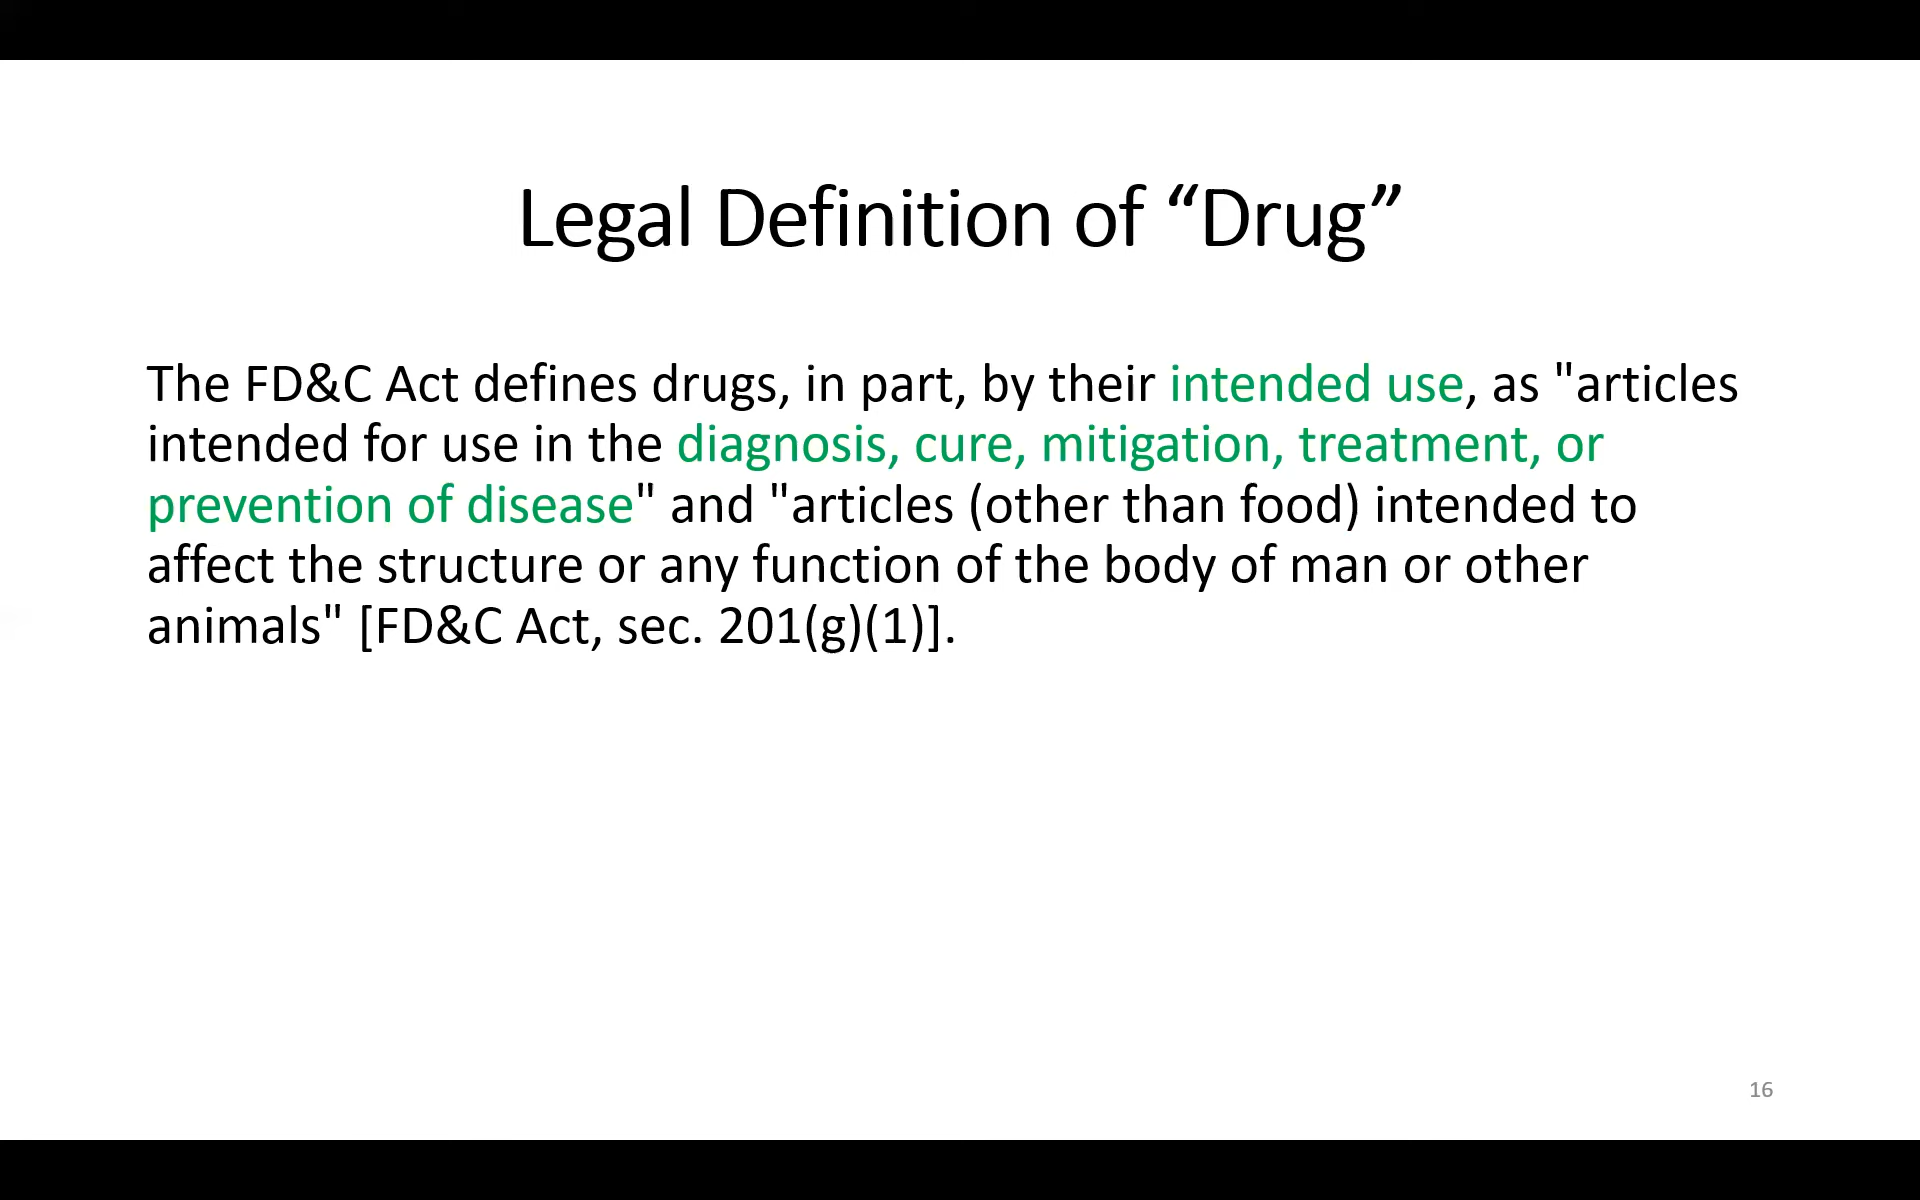 Legal Definition of “Drug”
The FD&C Act defines drugs, in part, by their intended use, as "articles
intended for use in the diagnosis, cure, mitigation, treatment, or
prevention of disease" and "articles (other than food) intended to
affect the structure or any function of the body of man or other
animals" [FD&C Act, sec. 201(g)(1)].
16